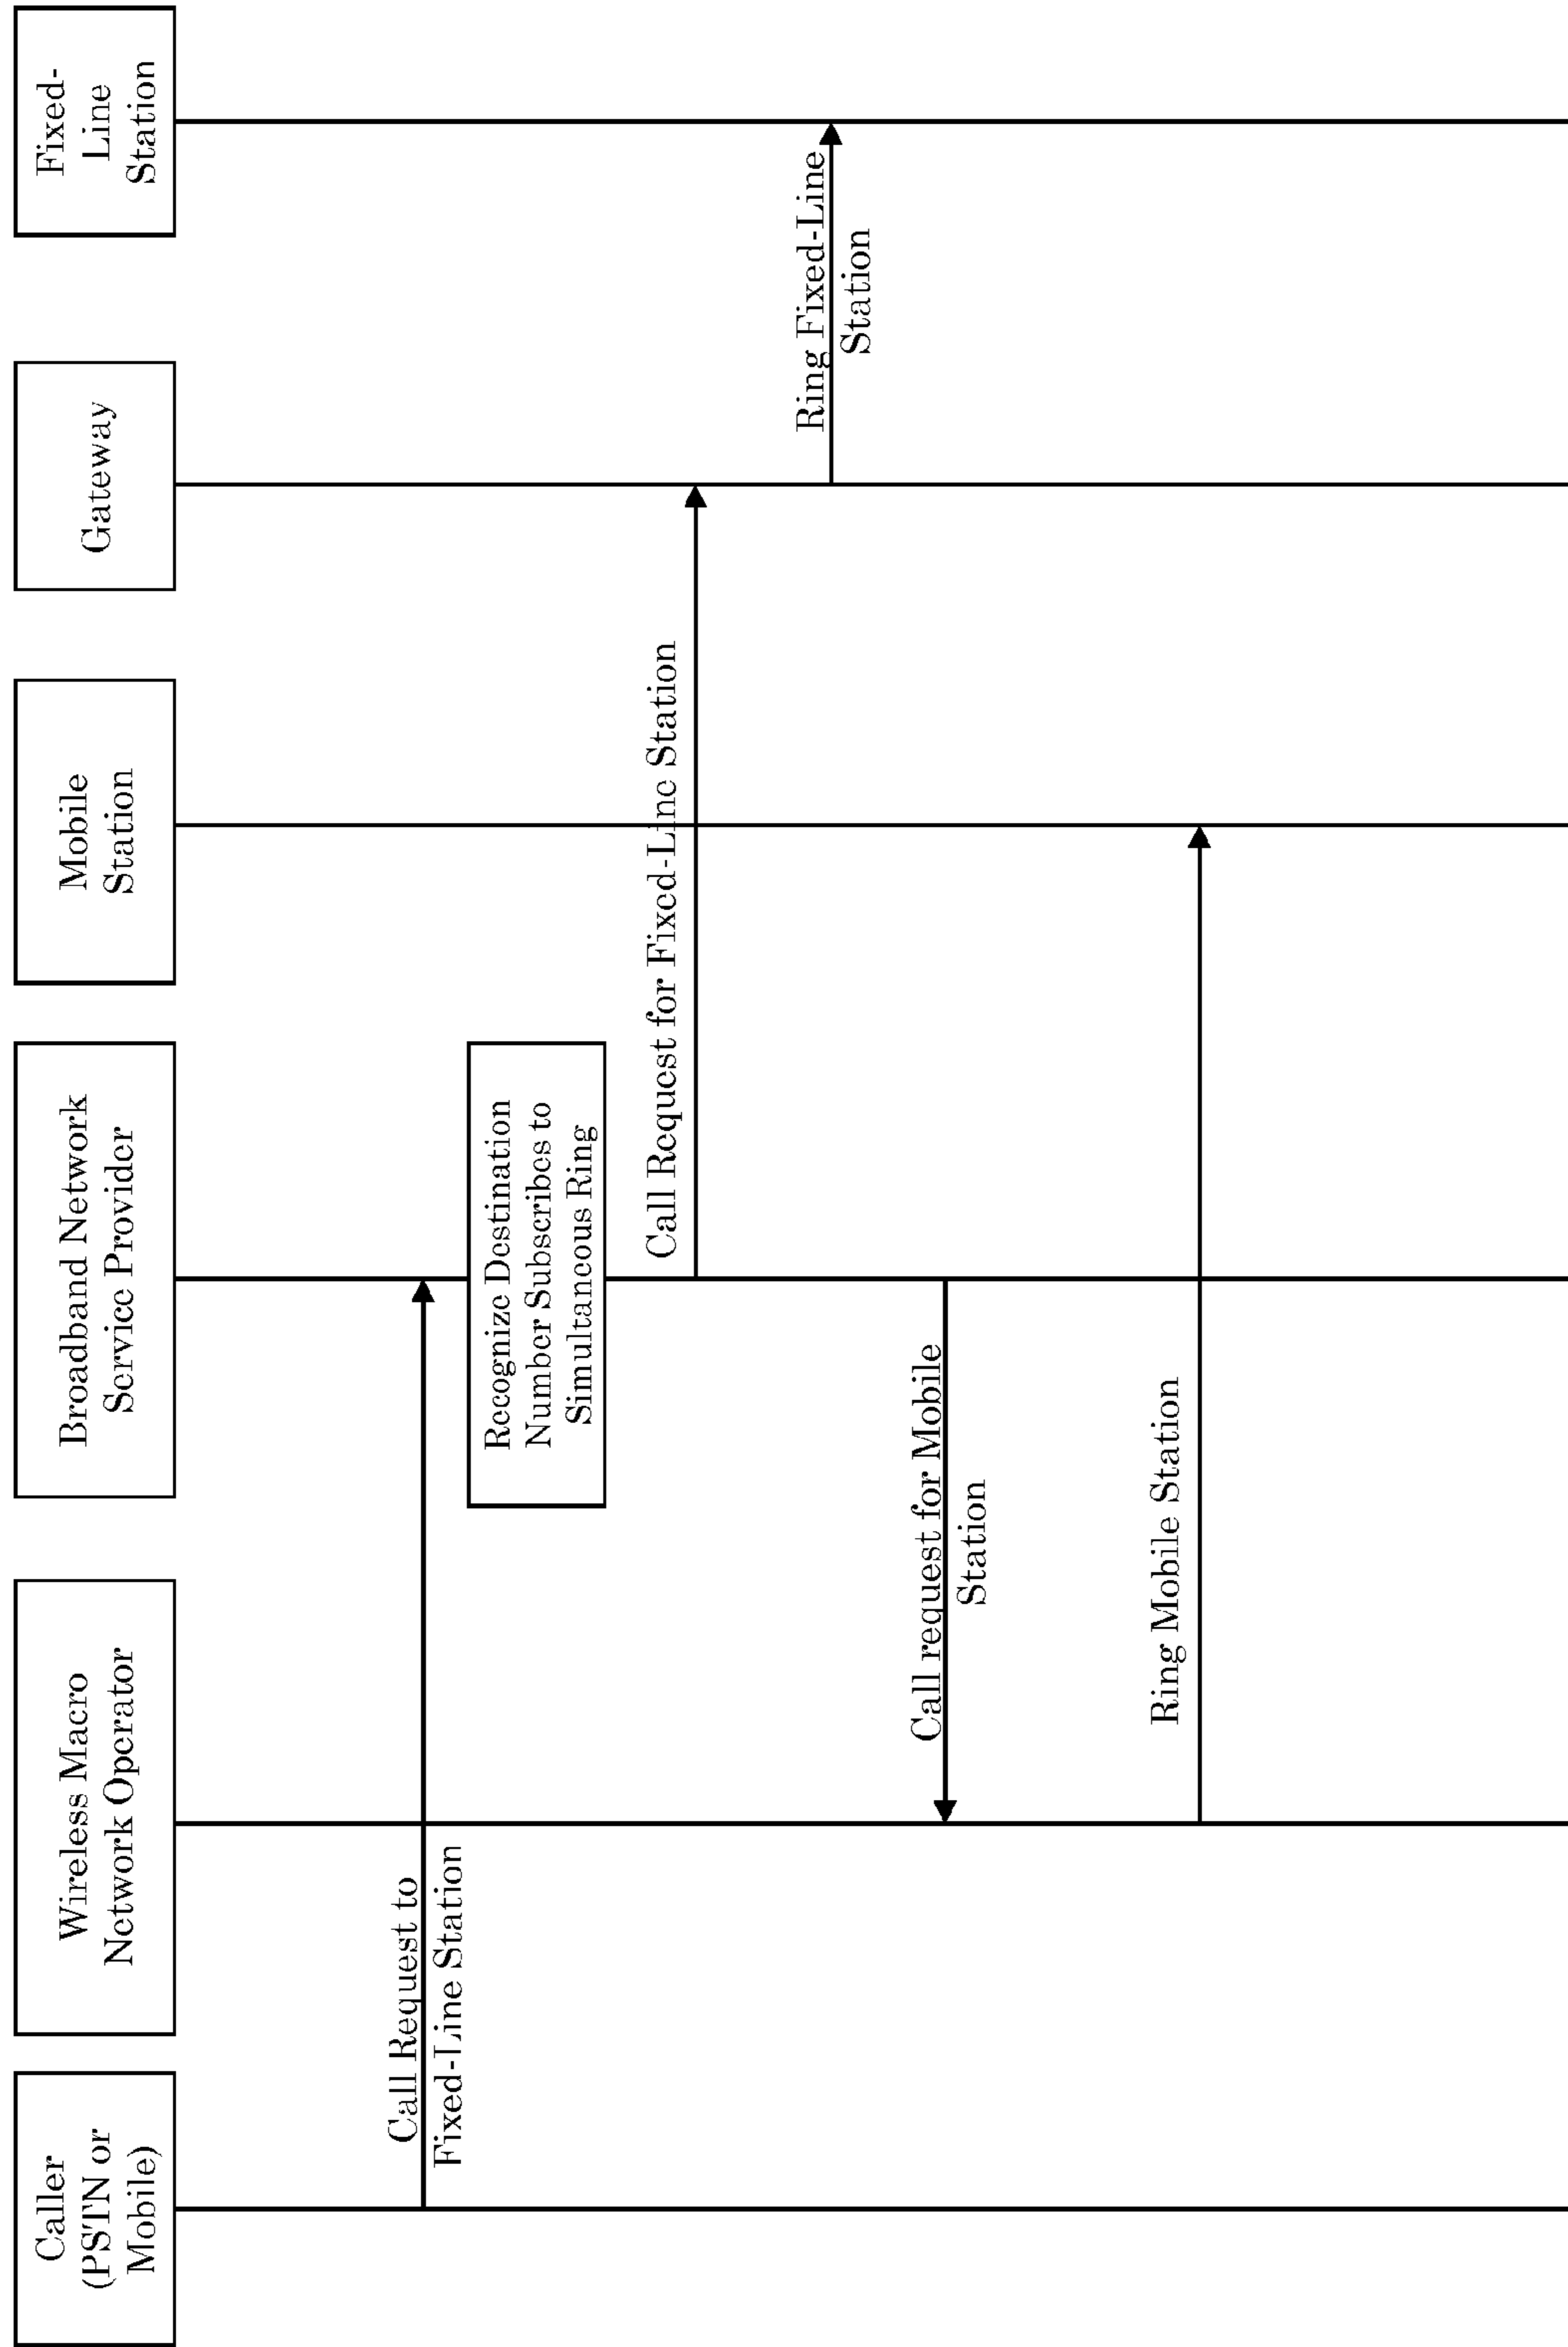 Caller
(PSTN or
Mobile)
Wireless Macro
Network Operator
Broadband Network
Service Provider
Mobile
Station
Gateway
Fixed-
Line
Station
Call Request to
Fixed-Line Station
Recognize Destination
Number Subscribes to
Simultaneous Ring
Call Request for Fixed-Line Station
Ring Fixed-Line
Station
Call request for Mobile
Station
Ring Mobile Station